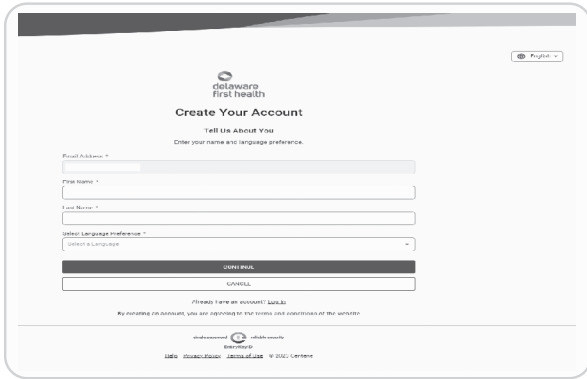 English
delaware
first health
Create Your Account
Tell Us About You
Enter your name and language preference.
Email Address *
First Name *
Last Name *
Select Language Preference *
Select a Language
CONTINUE
CANCEL
Already have an account? Log In
By creating an account, you are agreeing to the terms and conditions of the website
EntryKeyID
Help Privacy Policy Terms of Use © 2023 Centene